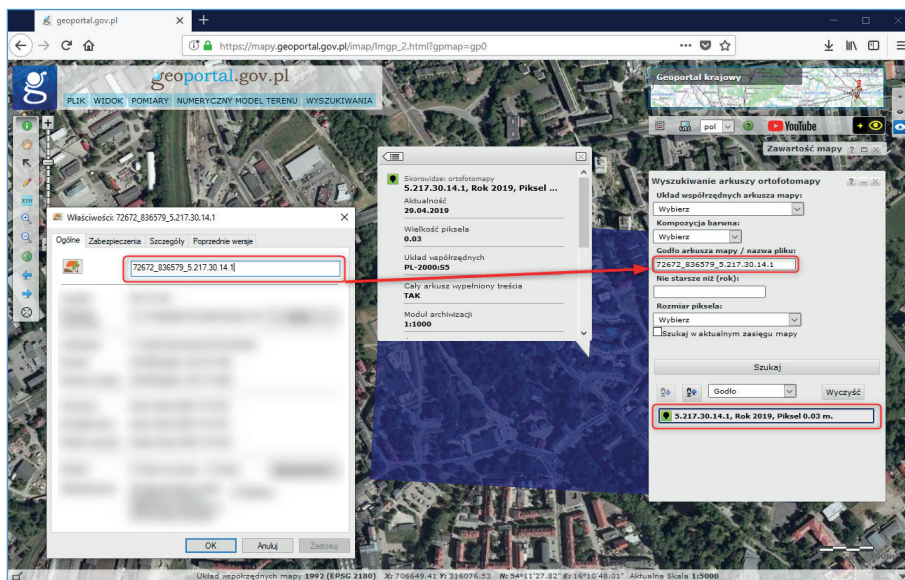 geoportal.gov.pl
https://mapy.geoportal.gov.pl/imap/Imgp_2.html?gpmap=gp0
geoportal.gov.pl
PLIK WIDOK POMIARY NUMERYCZNY MODEL TERENU WYSZUKIWANIA
Geoportal krajowy
pol
YouTube
Zawartość mapy
Skorowidze: ortofotomapy
5.217.30.14.1, Rok 2019, Piksel ...
Aktualność
29.04.2019
Wielkość piksela
0.03
Układ współrzędnych
PL-2000:S5
Cały arkusz wypełniony treścia
TAK
Moduł archiwizacji
1:1000
Właściwości: 72672_836579_5.217.30.14.1
Ogólne Zabezpieczenia Szczegóły Poprzednie wersje
72672_836579_5.217.30.14.1
OK Anuluj Zastosuj
Wyszukiwanie arkuszy ortofotomapy
Układ współrzędnych arkusza mapy:
Wybierz
Kompozycja barwna:
Wybierz
Godło arkusza mapy / nazwa pliku:
72672_836579_5.217.30.14.1
Nie starsze niż (rok):
Rozmiar piksela:
Wybierz
Szukaj w aktualnym zasięgu mapy
Szukaj
Godło
Wyczyść
5.217.30.14.1, Rok 2019, Piksel 0.03 m.
xml
Układ współrzędnych mapy 1992 (EPSG 2180) X: 706649.41 Y: 316076.53 N: 54°11'27.82" E: 16°10'48.01" Aktualna Skala 1:5000